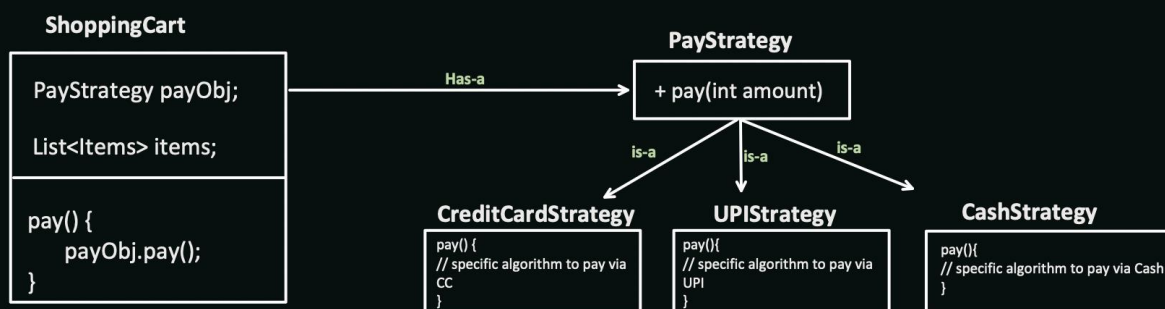 ShoppingCart
PayStrategy payObj;
List<Items> items;
pay() {
payObj.pay();
}
Has-a
PayStrategy
+ pay(int amount)
is-a
is-a
is-a
CreditCardStrategy
pay() {
// specific algorithm to pay via
CC
}
UPIStrategy
pay(){
// specific algorithm to pay via
UPI
}
CashStrategy
pay(){
// specific algorithm to pay via Cash
}